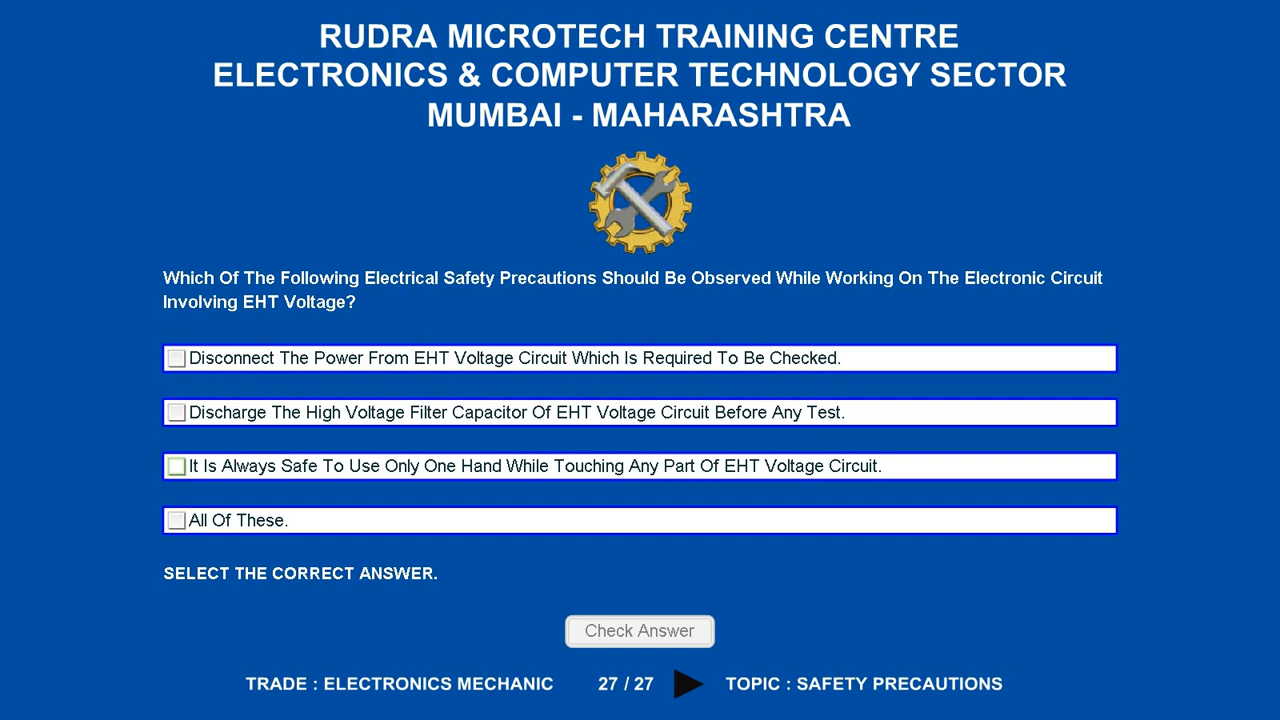 RUDRA MICROTECH TRAINING CENTRE
ELECTRONICS & COMPUTER TECHNOLOGY SECTOR
MUMBAI - MAHARASHTRA
Which Of The Following Electrical Safety Precautions Should Be Observed While Working On The Electronic Circuit
Involving EHT Voltage?
Disconnect The Power From EHT Voltage Circuit Which Is Required To Be Checked.
Discharge The High Voltage Filter Capacitor Of EHT Voltage Circuit Before Any Test.
It Is Always Safe To Use Only One Hand While Touching Any Part Of EHT Voltage Circuit.
All Of These.
SELECT THE CORRECT ANSWER.
Check Answer
TRADE : ELECTRONICS MECHANIC 27 / 27 TOPIC : SAFETY PRECAUTIONS